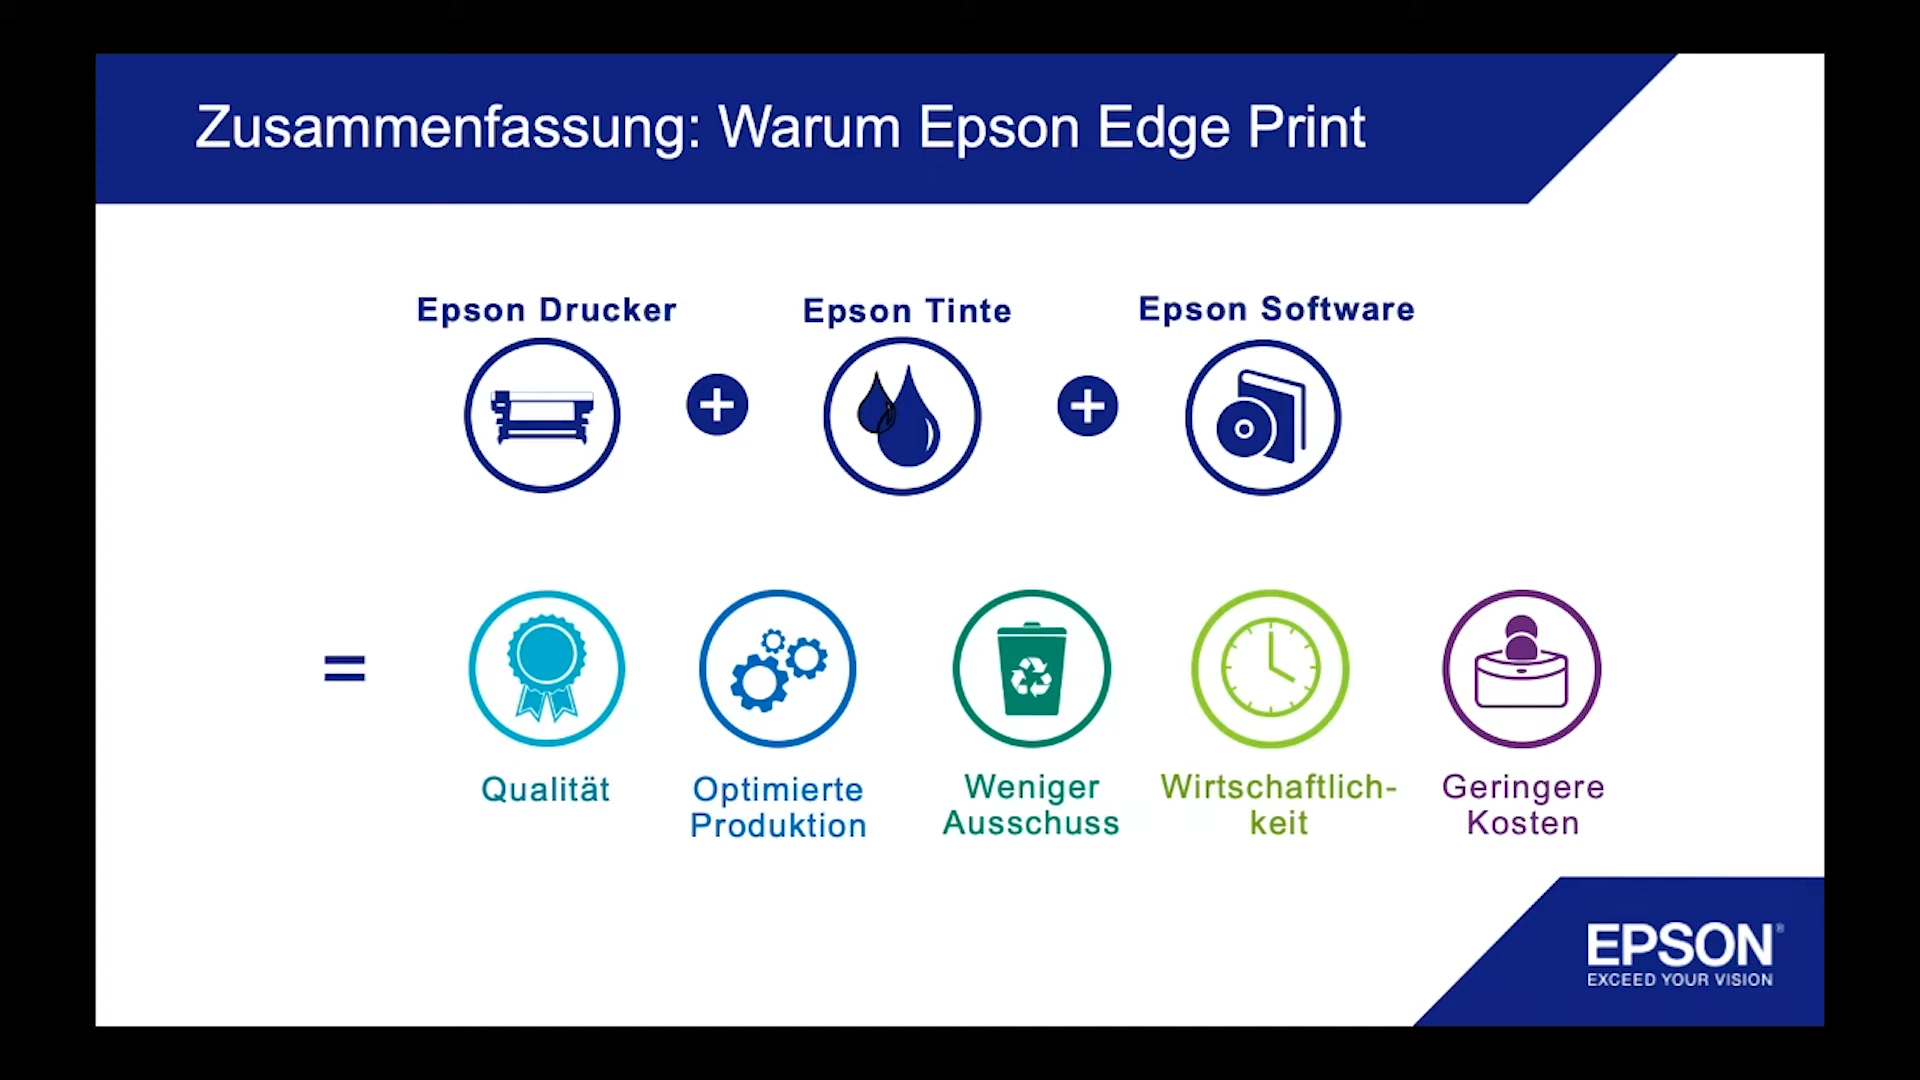 Zusammenfassung: Warum Epson Edge Print
Epson Drucker
Epson Tinte
Epson Software
+
+
=
Qualität
Optimierte
Produktion
Weniger
Ausschuss
Wirtschaftlich-
keit
Geringere
Kosten
EPSON®
EXCEED YOUR VISION